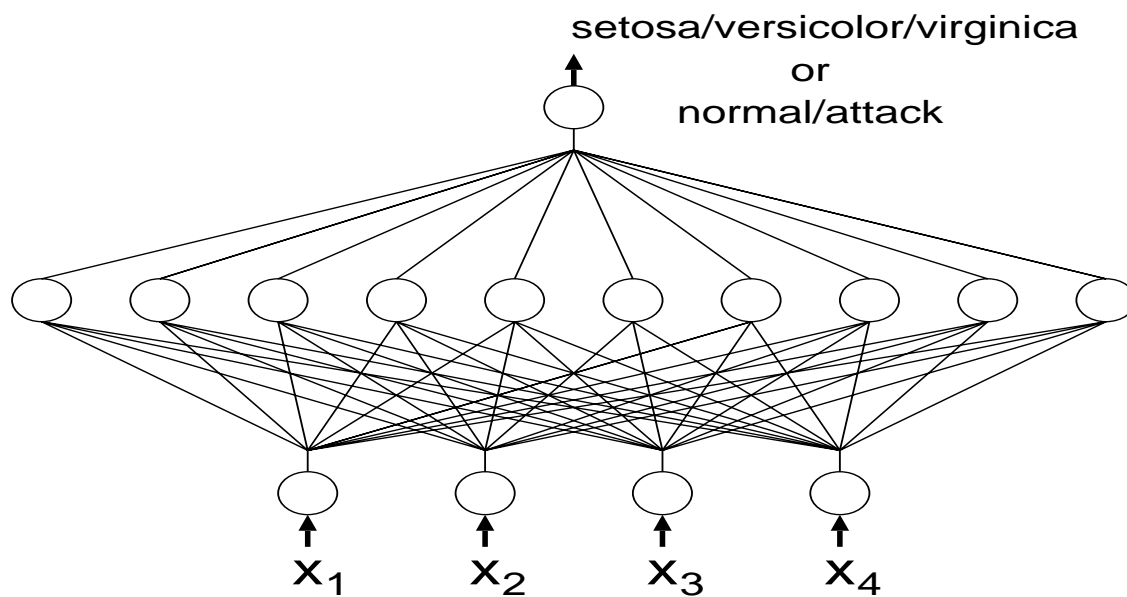 setosa/versicolor/virginica
or
normal/attack
x₁ x₂ x₃ x₄